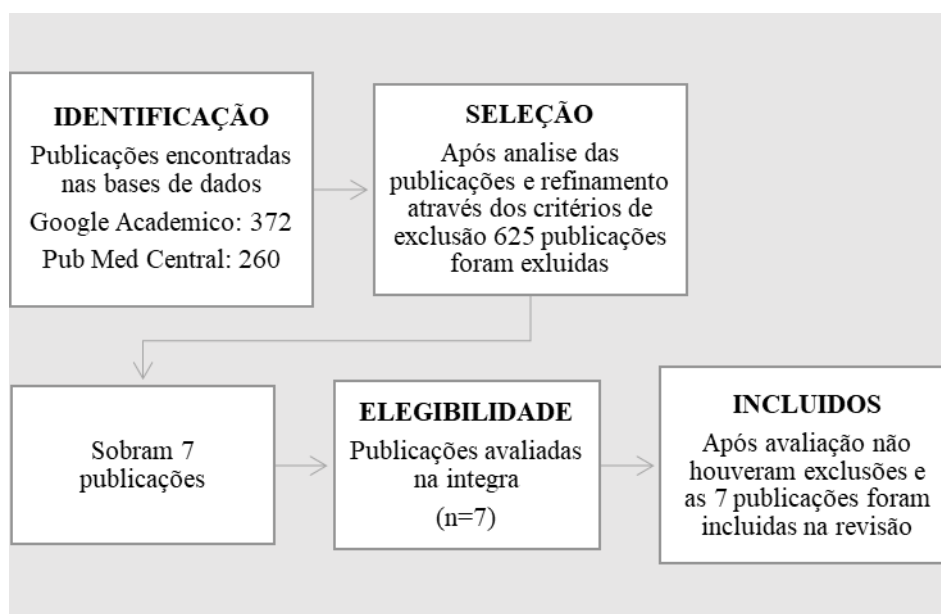 IDENTIFICAÇÃO
Publicações encontradas
nas bases de dados
Google Academico: 372
Pub Med Central: 260
SELEÇÃO
Após analise das
publicações e refinamento
através dos critérios de
exclusão 625 publicações
foram exluidas
Sobram 7
publicações
ELEGIBILIDADE
Publicações avaliadas
na integra
(n=7)
INCLUIDOS
Após avaliação não
houveram exclusões e
as 7 publicações foram
incluidas na revisão